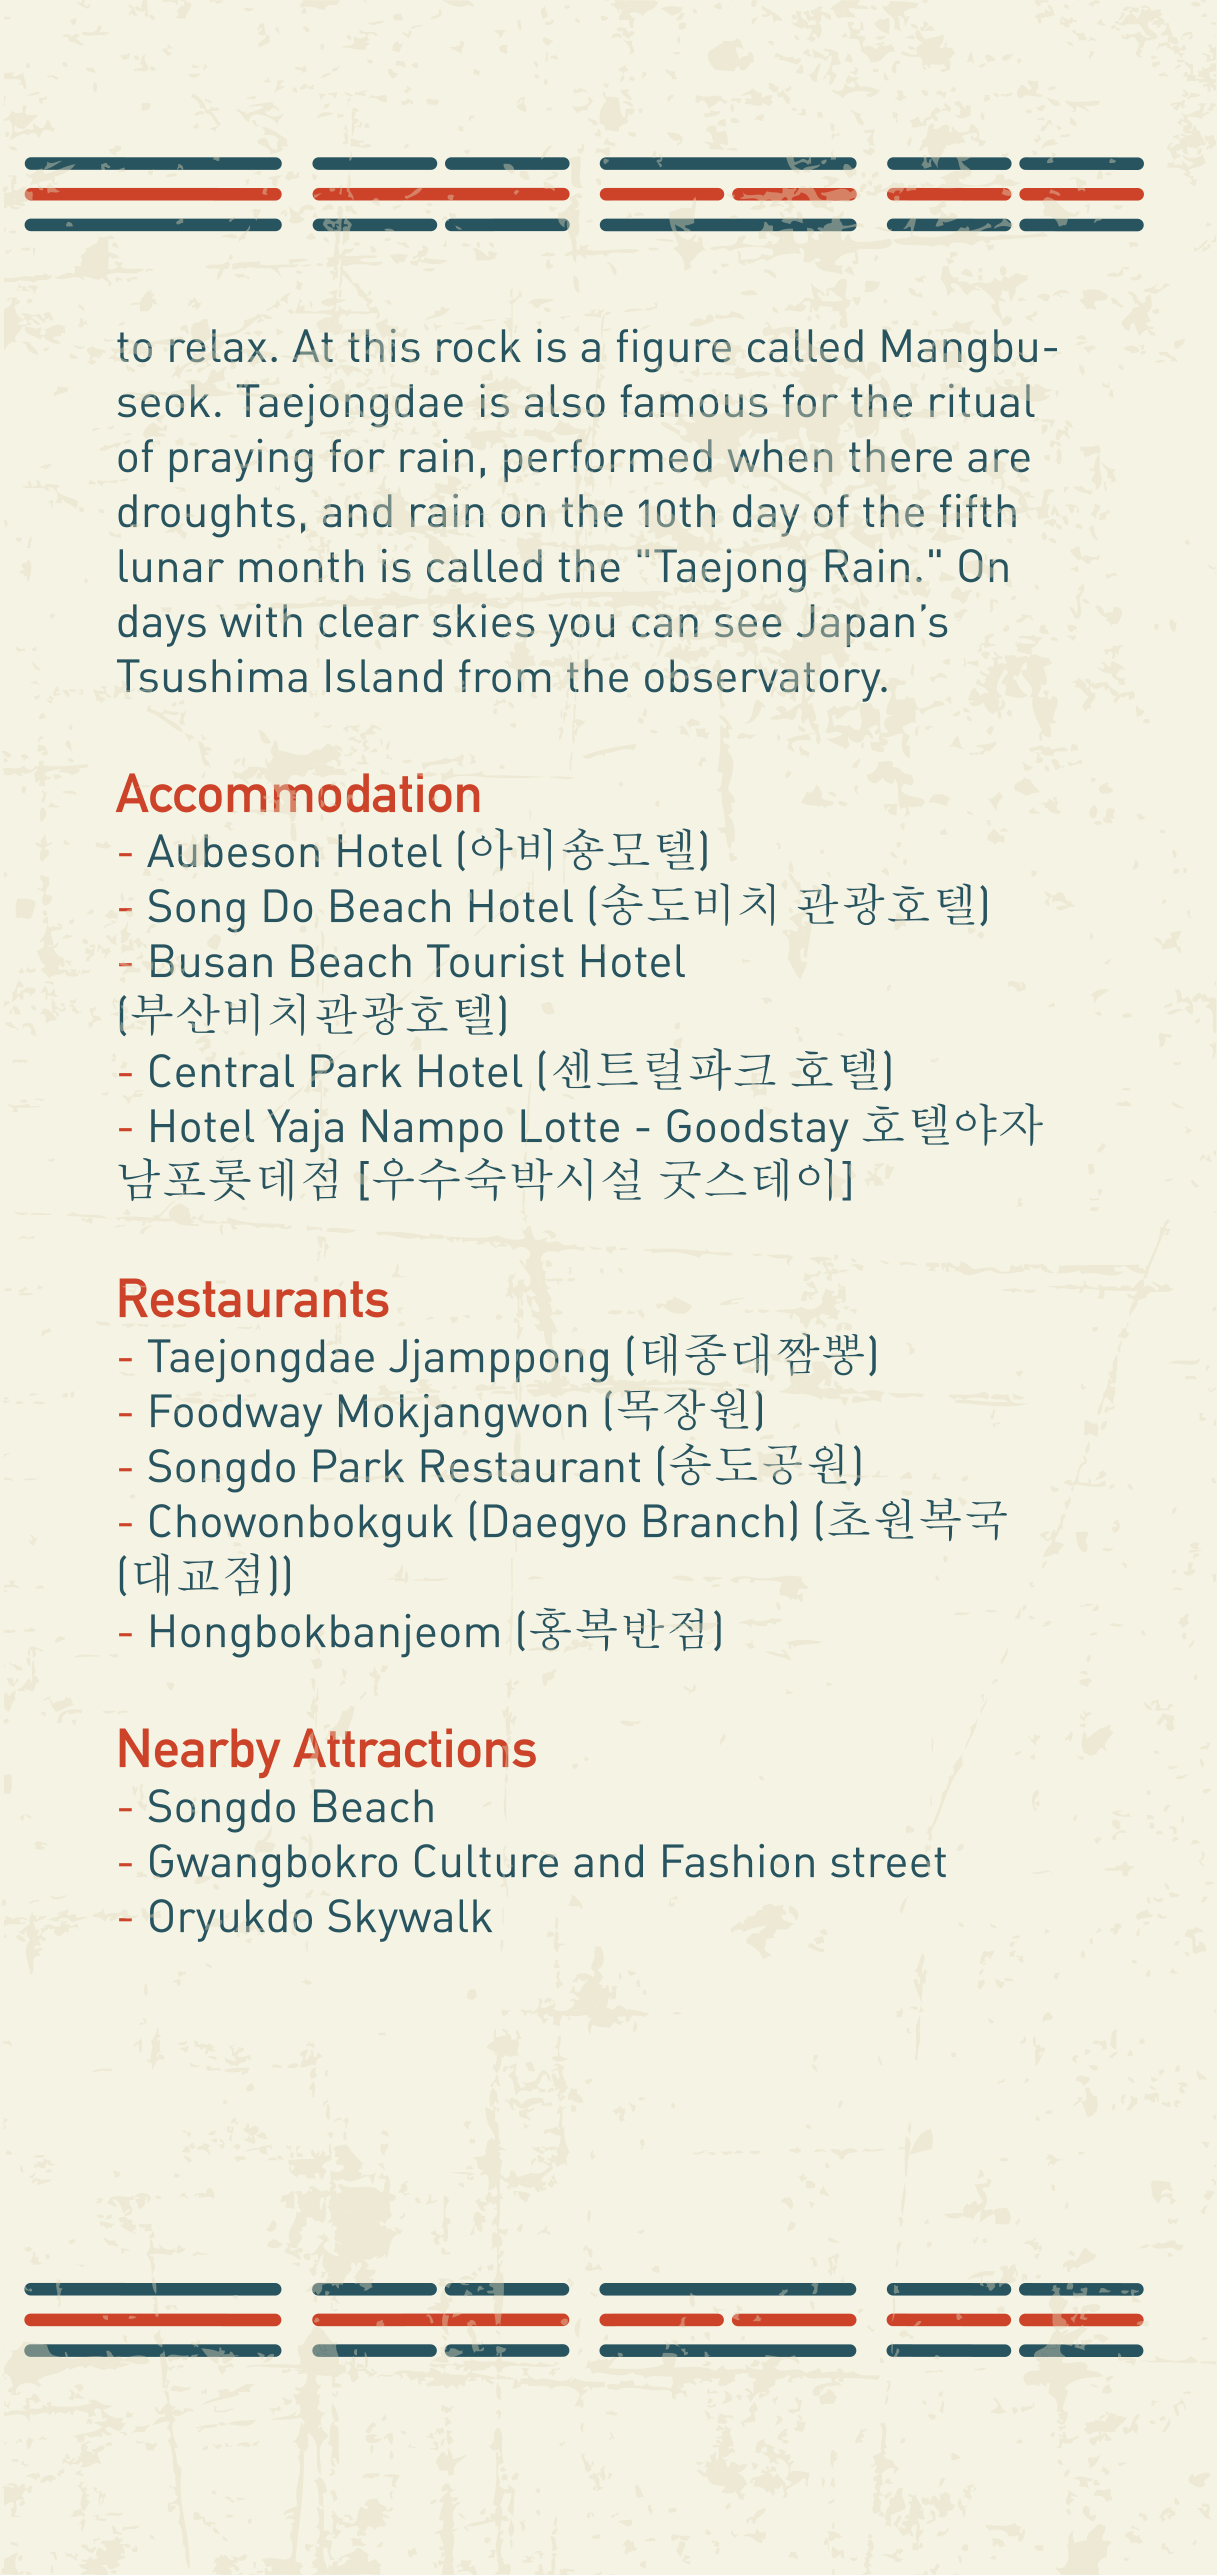 to relax. At this rock is a figure called Mangbu-
seok. Taejongdae is also famous for the ritual
of praying for rain, performed when there are
droughts, and rain on the 10th day of the fifth
lunar month is called the "Taejong Rain." On
days with clear skies you can see Japan’s
Tsushima Island from the observatory.
Accommodation
- Aubeson Hotel (아비숑모텔)
- Song Do Beach Hotel (송도비치 관광호텔)
- Busan Beach Tourist Hotel
(부산비치관광호텔)
- Central Park Hotel (센트럴파크 호텔)
- Hotel Yaja Nampo Lotte - Goodstay 호텔야자
남포롯데점 [우수숙박시설 굿스테이]
Restaurants
- Taejongdae Jjamppong (태종대짬뽕)
- Foodway Mokjangwon (목장원)
- Songdo Park Restaurant (송도공원)
- Chowonbokguk (Daegyo Branch) (초원복국
(대교점))
- Hongbokbanjeom (홍복반점)
Nearby Attractions
- Songdo Beach
- Gwangbokro Culture and Fashion street
- Oryukdo Skywalk